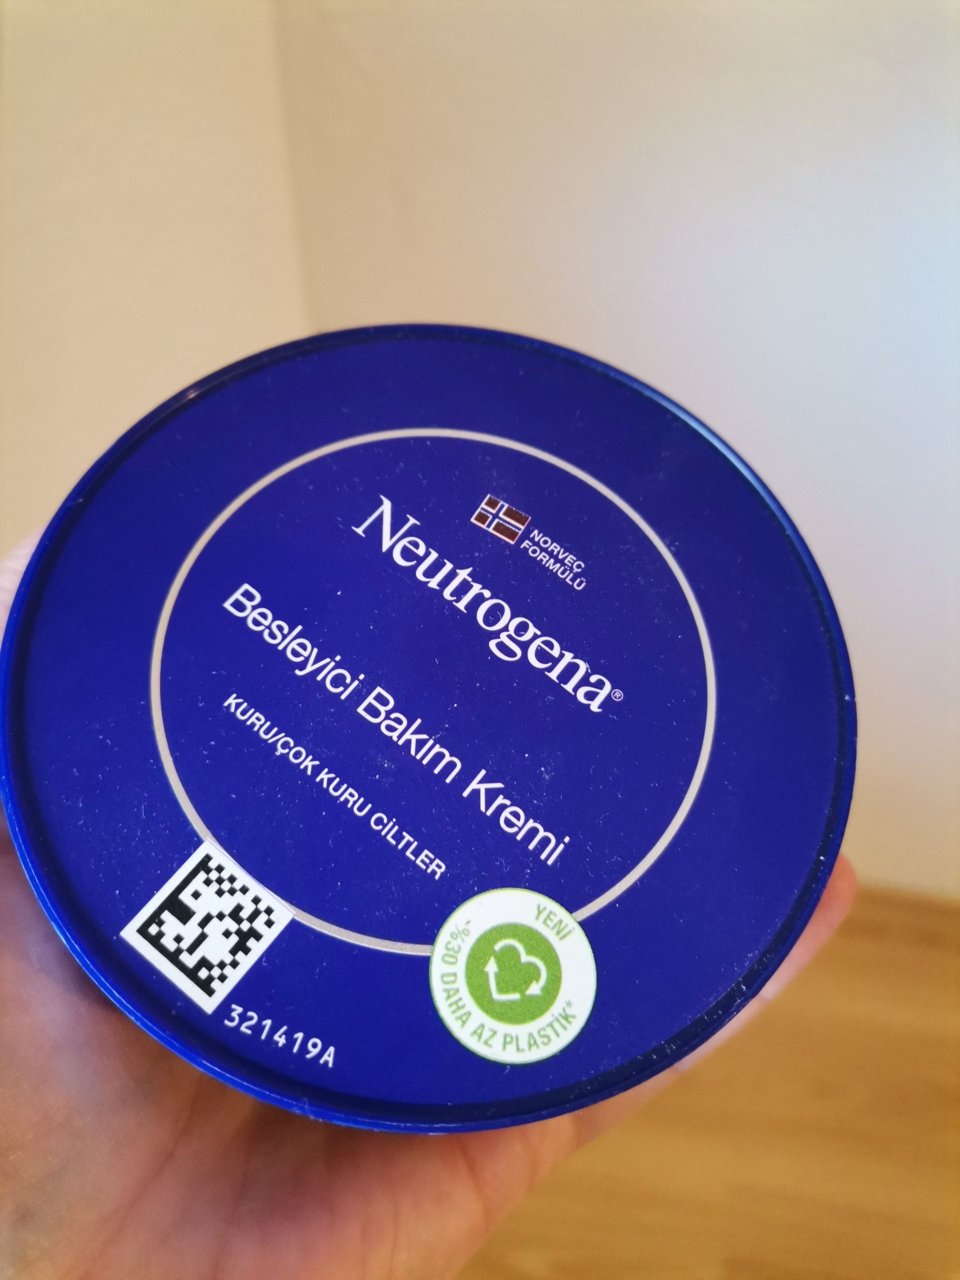 NORVEÇ
FORMÜLÜ
Neutrogena®
Besleyici Bakım Kremi
KURU/ÇOK KURU CİLTLER
321419A
YENİ
-%30 DAHA AZ PLASTİK*